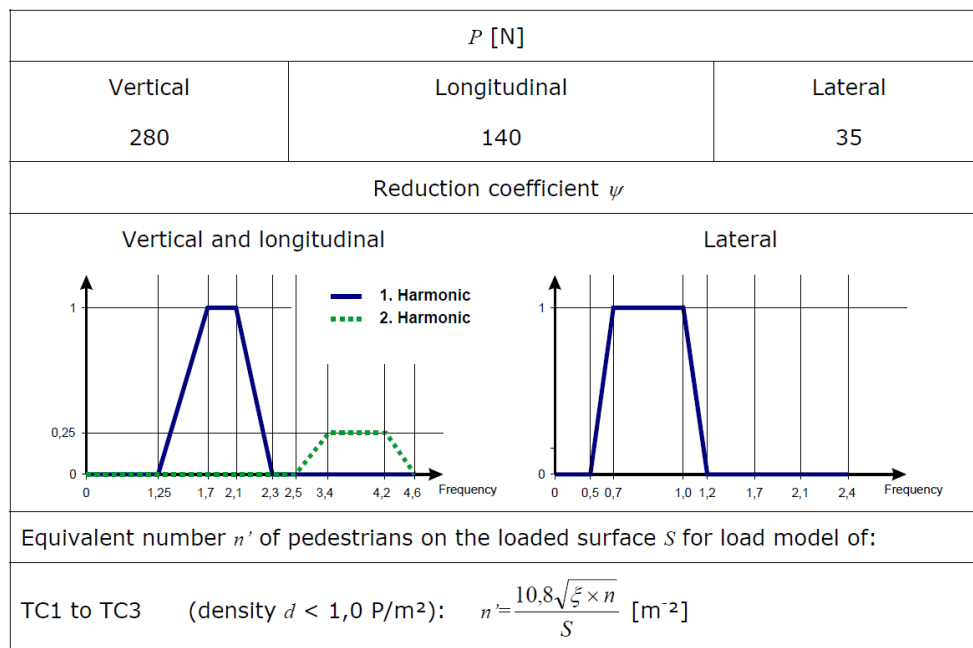 P [N]
Vertical Longitudinal Lateral
280 140 35
Reduction coefficient ψ
Vertical and longitudinal Lateral
1. Harmonic
2. Harmonic
1
0,25
0
0 1,25 1,7 2,1 2,3 2,5 3,4 4,2 4,6 Frequency
1
0
0 0,5 0,7 1,0 1,2 1,7 2,1 2,4 Frequency
Equivalent number n' of pedestrians on the loaded surface S for load model of:
TC1 to TC3 (density d < 1,0 P/m²): n'= 10,8√ξ × n / S [m⁻²]